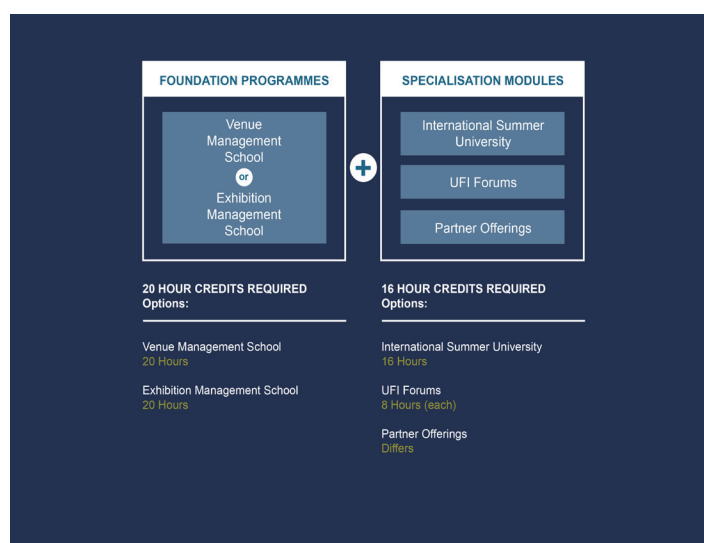 FOUNDATION PROGRAMMES
Venue
Management
School
or
Exhibition
Management
School
+
SPECIALISATION MODULES
International Summer
University
UFI Forums
Partner Offerings
20 HOUR CREDITS REQUIRED
Options:
Venue Management School
20 Hours
Exhibition Management School
20 Hours
16 HOUR CREDITS REQUIRED
Options:
International Summer University
16 Hours
UFI Forums
8 Hours (each)
Partner Offerings
Differs